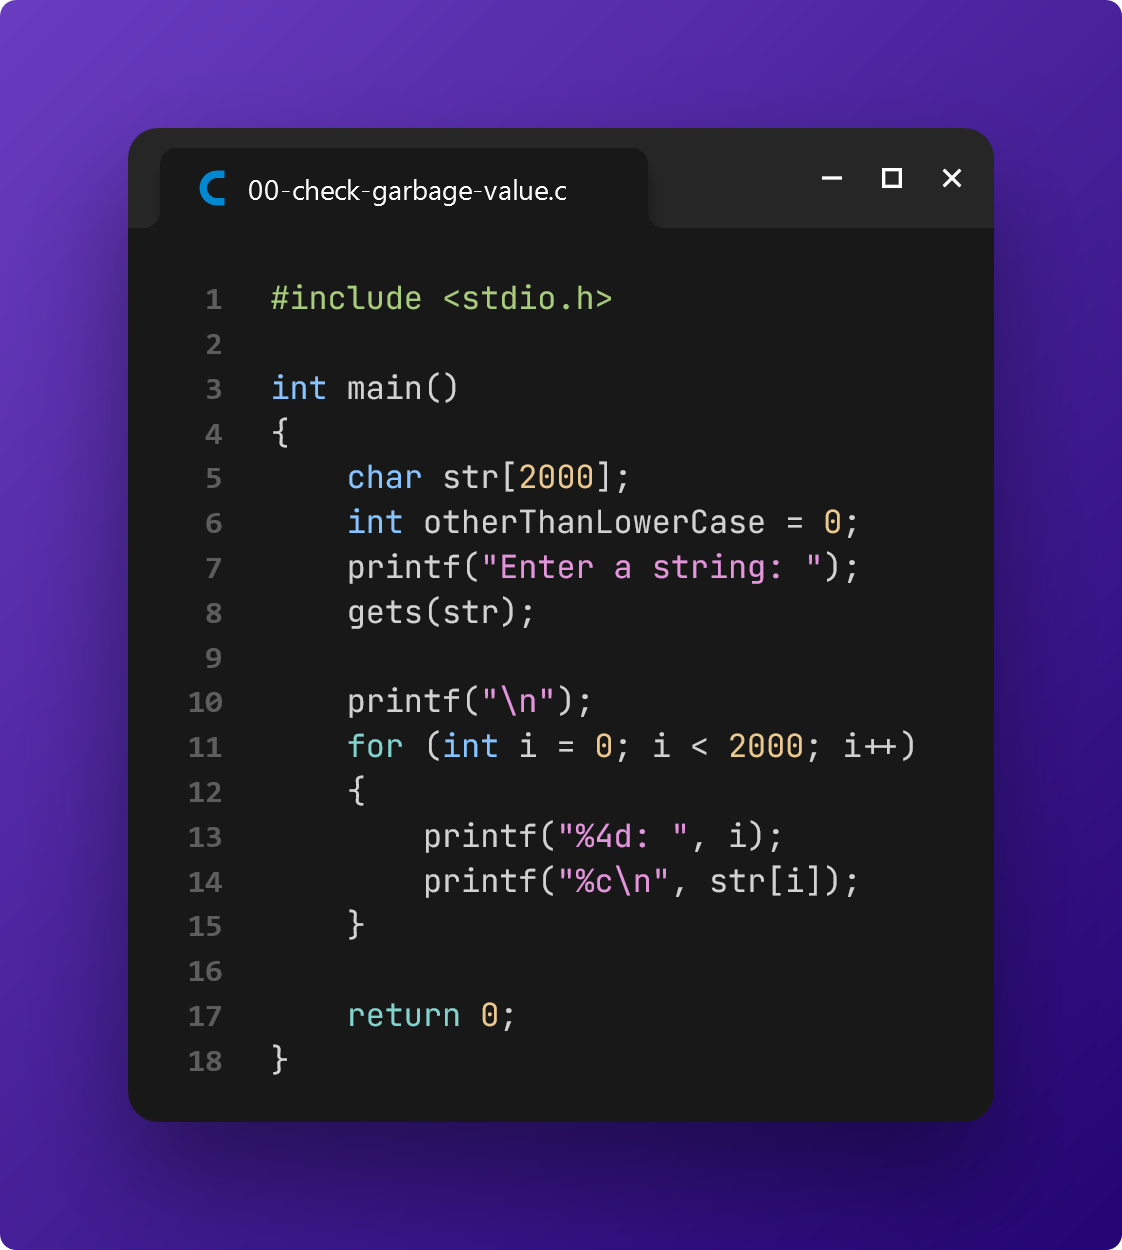 00-check-garbage-value.c
1 #include <stdio.h>
2
3 int main()
4 {
5     char str[2000];
6     int otherThanLowerCase = 0;
7     printf("Enter a string: ");
8     gets(str);
9
10     printf("\n");
11     for (int i = 0; i < 2000; i++)
12     {
13         printf("%4d: ", i);
14         printf("%c\n", str[i]);
15     }
16
17     return 0;
18 }